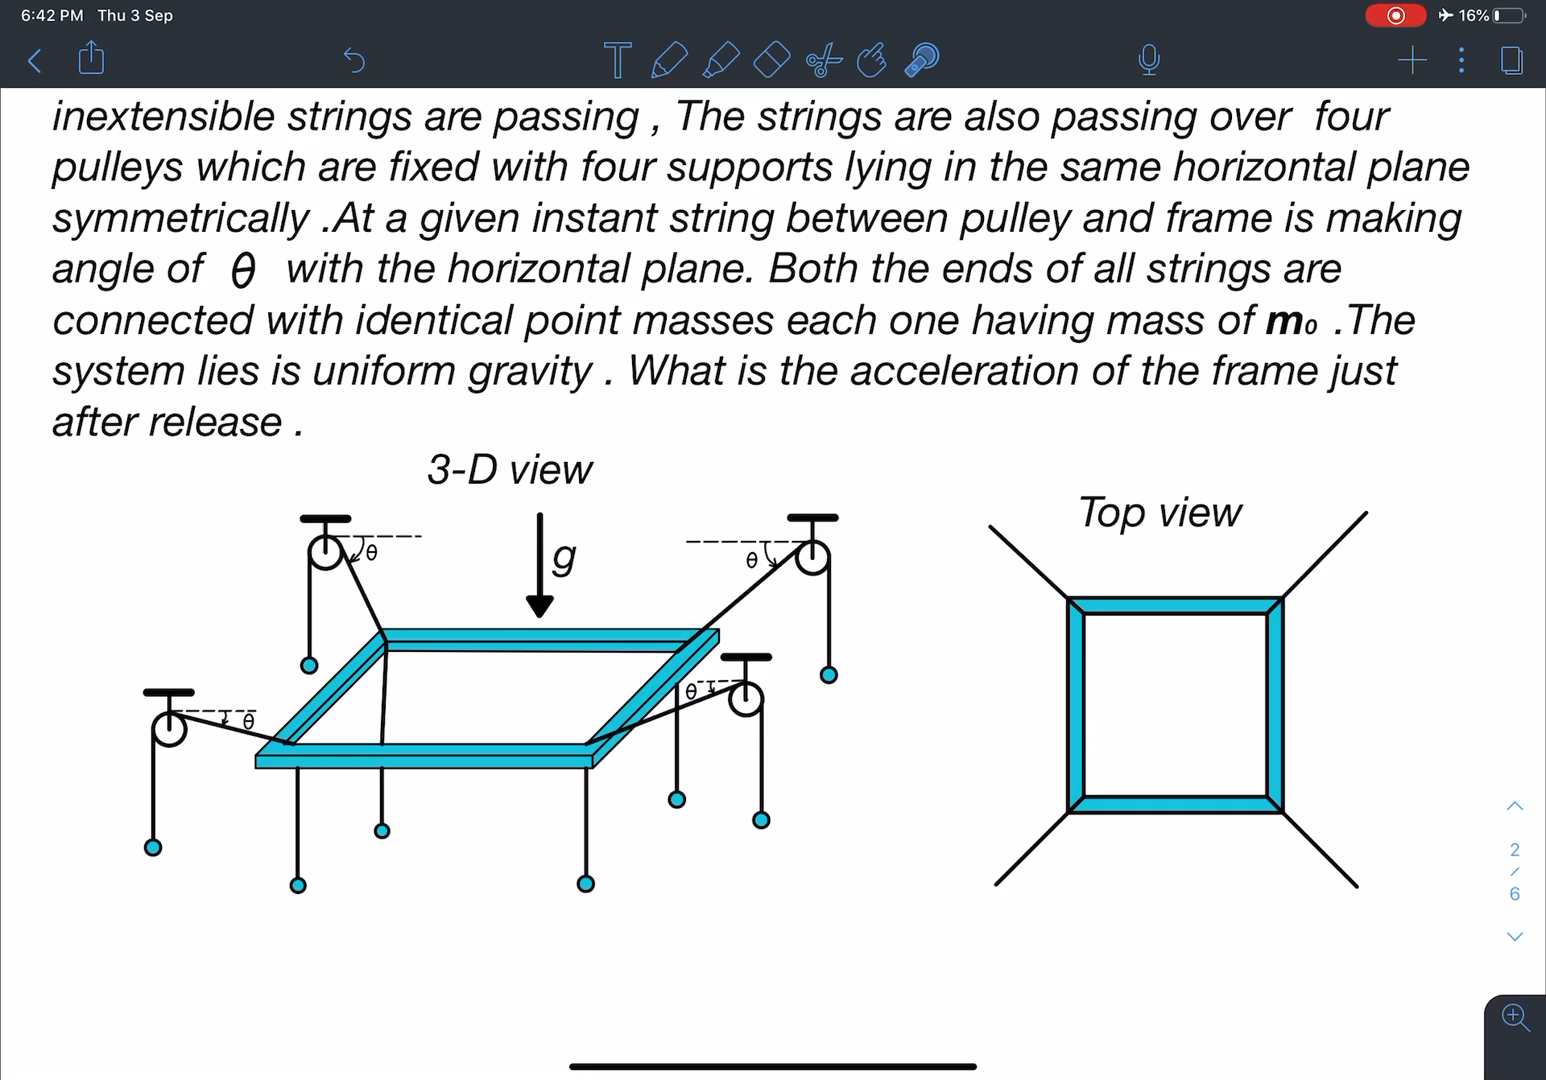 6:42 PM Thu 3 Sep
16%
inextensible strings are passing , The strings are also passing over four
pulleys which are fixed with four supports lying in the same horizontal plane
symmetrically .At a given instant string between pulley and frame is making
angle of θ with the horizontal plane. Both the ends of all strings are
connected with identical point masses each one having mass of m₀ .The
system lies is uniform gravity . What is the acceleration of the frame just
after release .
3-D view
Top view
g
θ
θ
θ
θ
2
/
6